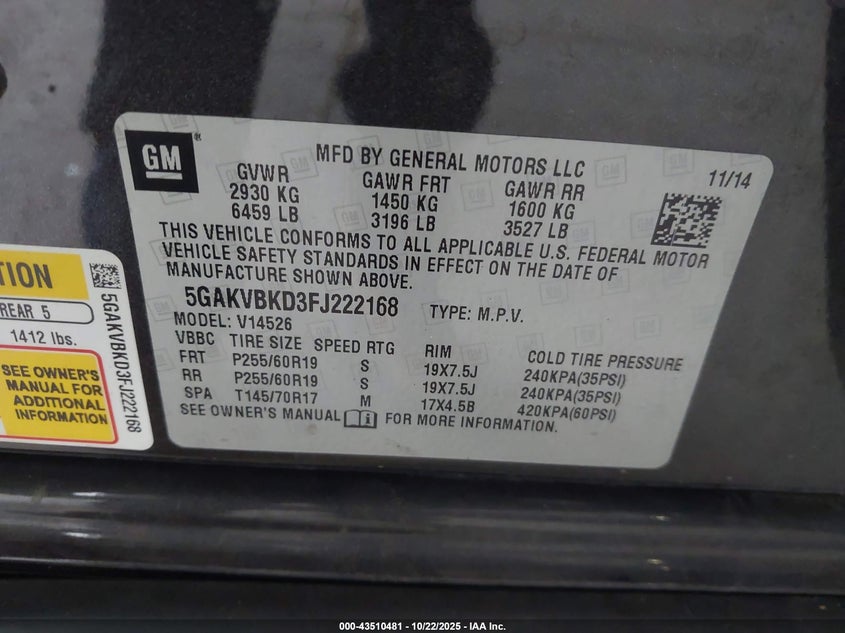 GM
®
MFD BY GENERAL MOTORS LLC
11/14
GVWR GAWR FRT GAWR RR
2930 KG 1450 KG 1600 KG
6459 LB 3196 LB 3527 LB
THIS VEHICLE CONFORMS TO ALL APPLICABLE U.S. FEDERAL MOTOR
VEHICLE SAFETY STANDARDS IN EFFECT ON THE DATE OF
MANUFACTURE SHOWN ABOVE.
5GAKVBKD3FJ222168 TYPE: M.P.V.
MODEL: V14526
VBBC TIRE SIZE SPEED RTG RIM COLD TIRE PRESSURE
FRT P255/60R19 S 19X7.5J 240KPA(35PSI)
RR P255/60R19 S 19X7.5J 240KPA(35PSI)
SPA T145/70R17 M 17X4.5B 420KPA(60PSI)
SEE OWNER'S MANUAL FOR MORE INFORMATION.
REAR 5
1412 lbs.
SEE OWNER'S
MANUAL FOR
ADDITIONAL
INFORMATION
5GAKVBKD3FJ222168
000-43510481 - 10/22/2025 - IAA Inc.